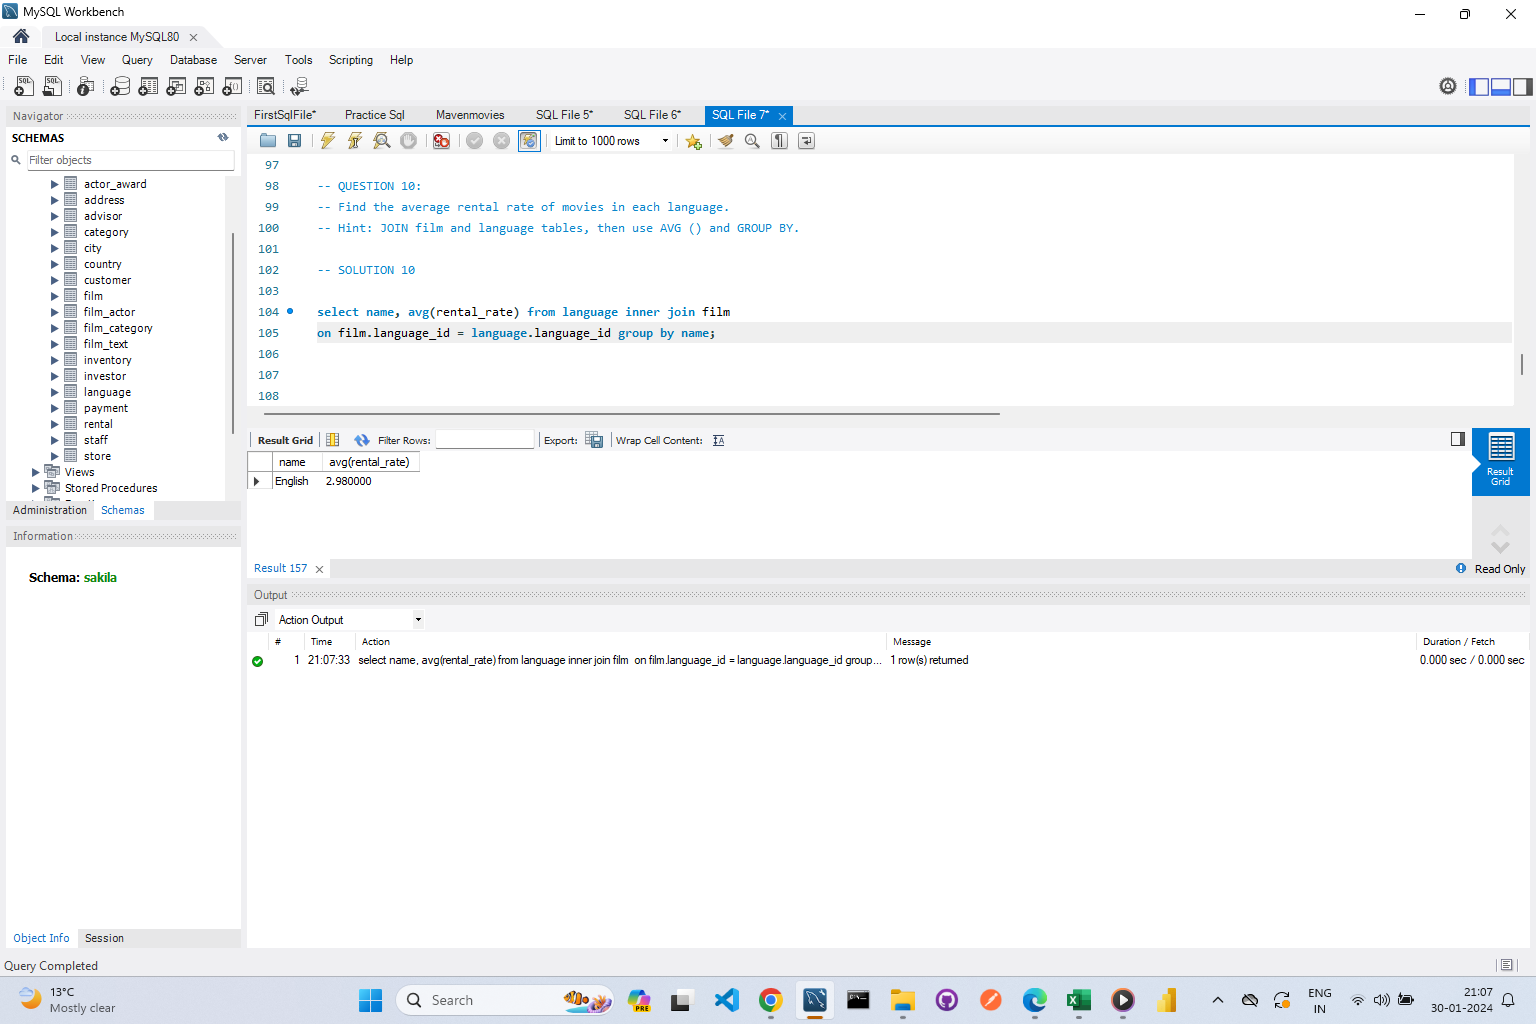 MySQL Workbench
Local instance MySQL80
File Edit View Query Database Server Tools Scripting Help
Navigator
SCHEMAS
Filter objects
actor_award
address
advisor
category
city
country
customer
film
film_actor
film_category
film_text
inventory
investor
language
payment
rental
staff
store
Views
Stored Procedures
Administration Schemas
Information
Schema: sakila
Object Info Session
FirstSqlFile* Practice Sql Mavenmovies SQL File 5* SQL File 6* SQL File 7*
Limit to 1000 rows
97
98 -- QUESTION 10:
99 -- Find the average rental rate of movies in each language.
100 -- Hint: JOIN film and language tables, then use AVG () and GROUP BY.
101
102 -- SOLUTION 10
103
104 select name, avg(rental_rate) from language inner join film
105 on film.language_id = language.language_id group by name;
106
107
108
Result Grid Filter Rows: Export: Wrap Cell Content:
name avg(rental_rate)
English 2.980000
Result
Grid
Result 157
Read Only
Output
Action Output
# Time Action Message Duration / Fetch
1 21:07:33 select name, avg(rental_rate) from language inner join film on film.language_id = language.language_id group... 1 row(s) returned 0.000 sec / 0.000 sec
Query Completed
13°C
Mostly clear
Search
PRE
ENG
IN
21:07
30-01-2024